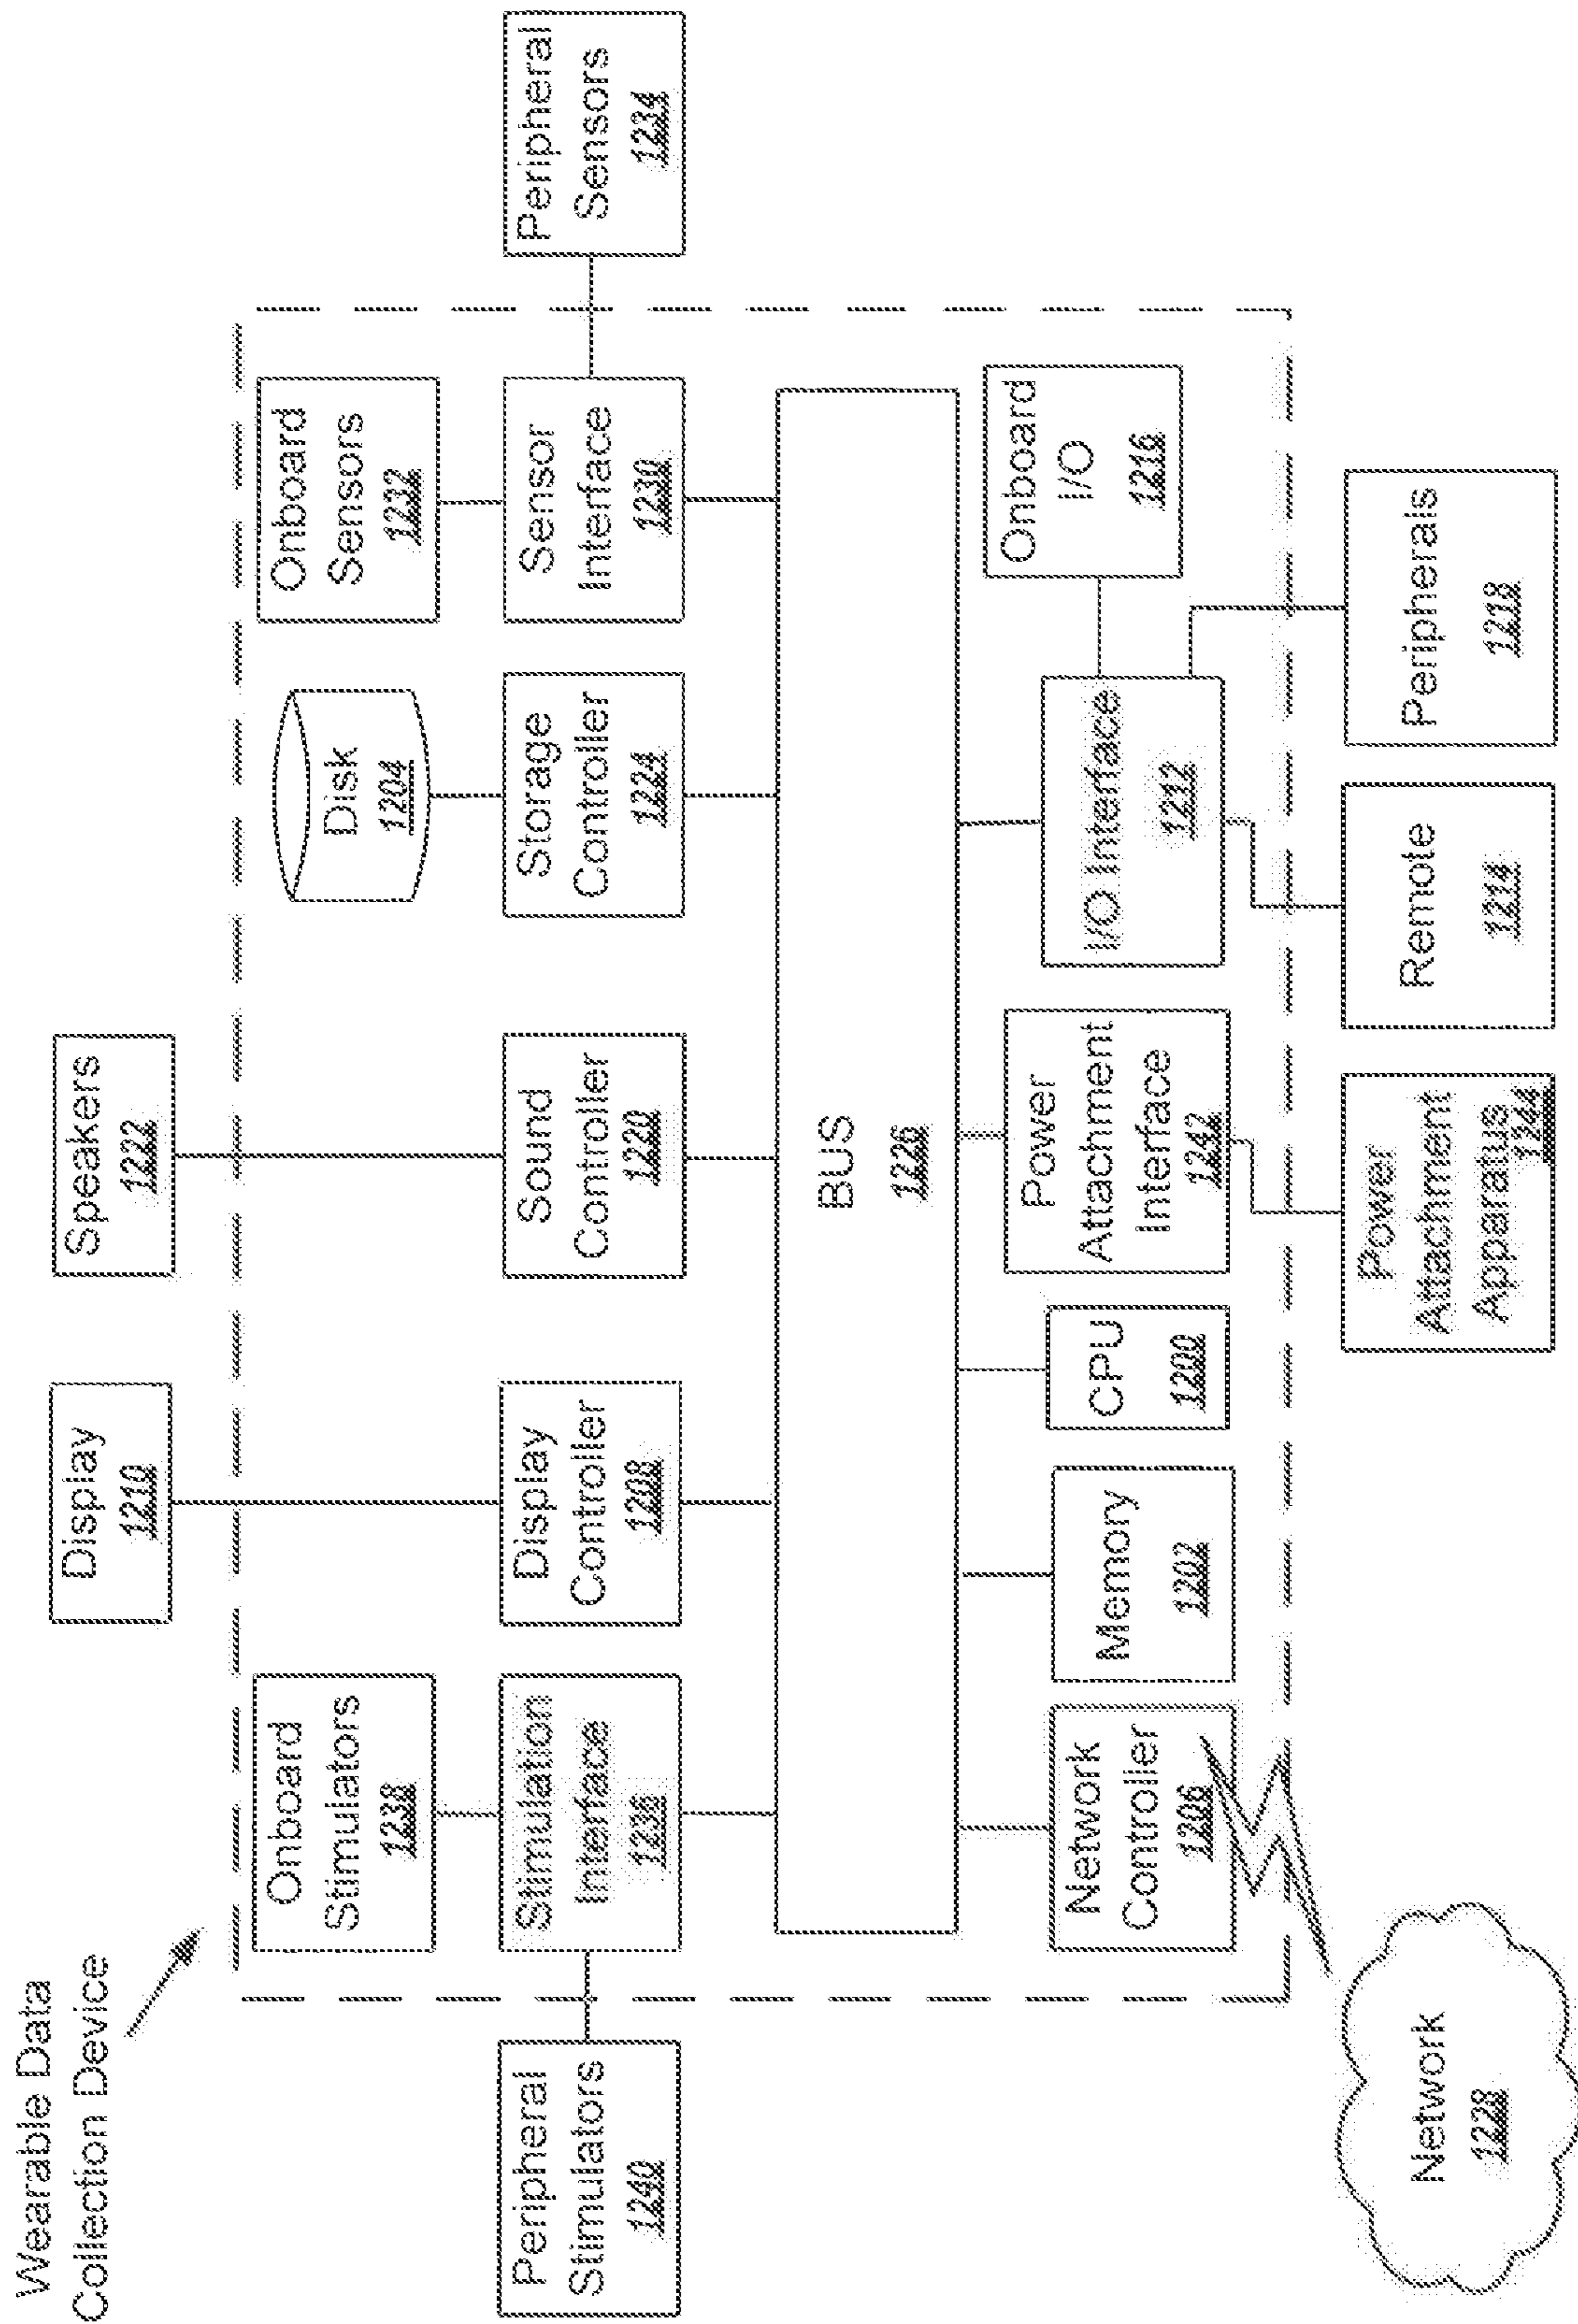 Wearable Data
Collection Device
Peripheral
Stimulators
1240
Onboard
Stimulators
1238
Stimulation
Interface
1236
Display
1210
Display
Controller
1208
Speakers
1222
Sound
Controller
1220
Disk
1204
Storage
Controller
1224
Onboard
Sensors
1232
Sensor
Interface
1230
Peripheral
Sensors
1234
BUS
1226
Network
Controller
1206
Memory
1202
CPU
1200
Power
Attachment
Interface
1242
I/O Interface
1212
Onboard
I/O
1216
Network
1228
Power
Attachment
Apparatus
1244
Remote
1214
Peripherals
1218